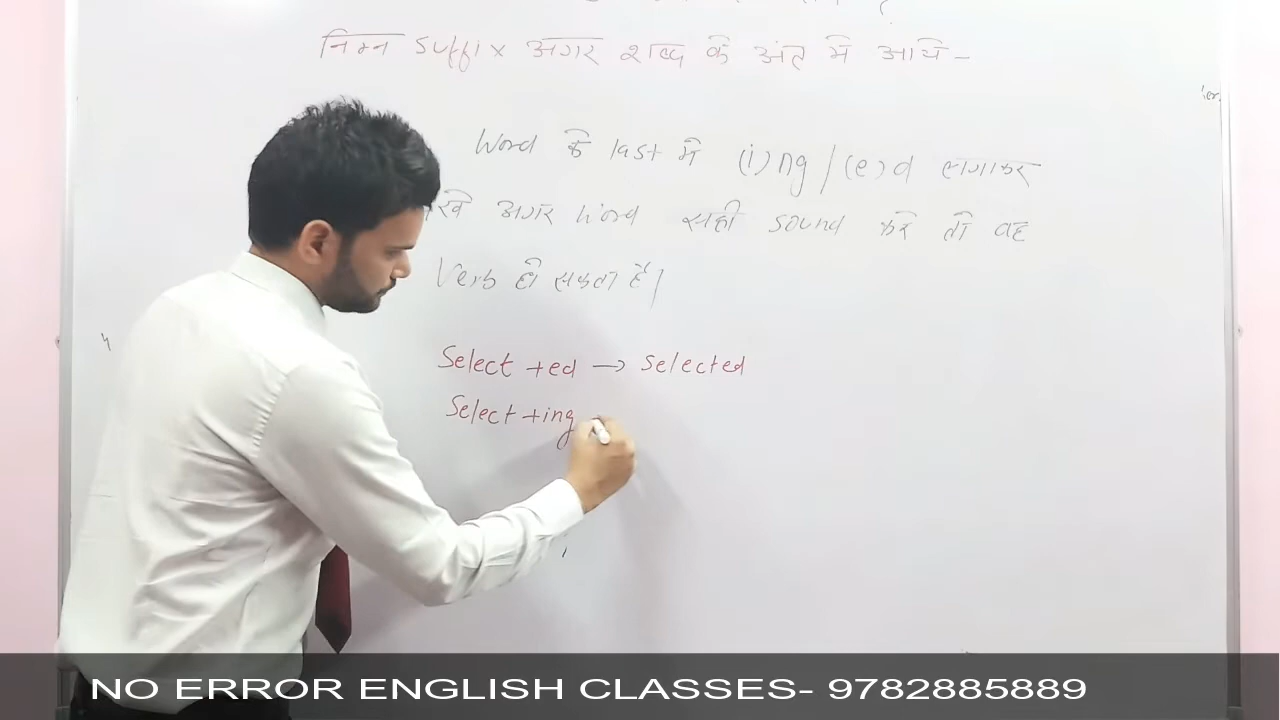 निम्न suffix अगर शब्द के अंत में आये -
Word के last में (i)ng / (e)d लगाकर
अगर word सही sound करे तो वह
Verb हो सकता है।
Select +ed → Selected
Select +ing
NO ERROR ENGLISH CLASSES- 9782885889